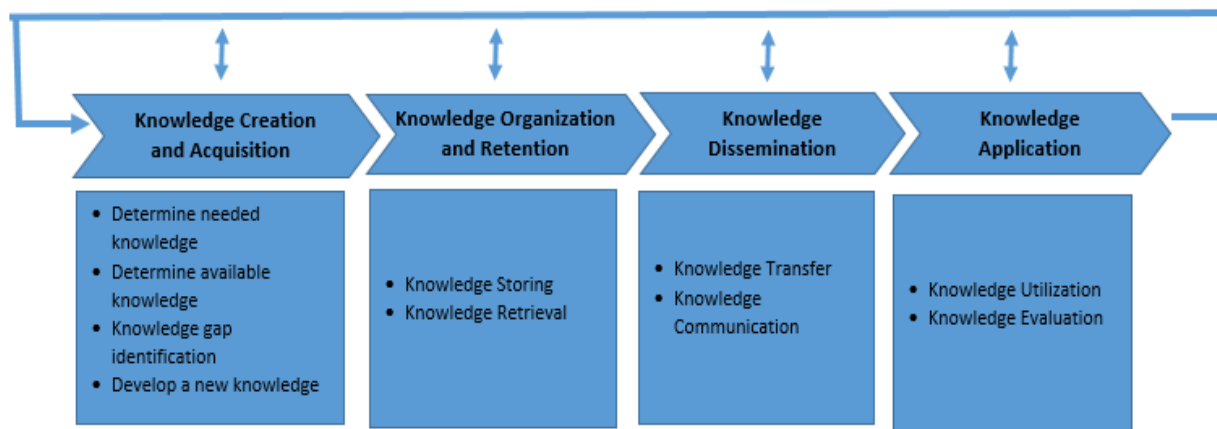 Knowledge Creation
and Acquisition
Knowledge Organization
and Retention
Knowledge
Dissemination
Knowledge
Application
• Determine needed
knowledge
• Determine available
knowledge
• Knowledge gap
identification
• Develop a new knowledge
• Knowledge Storing
• Knowledge Retrieval
• Knowledge Transfer
• Knowledge
Communication
• Knowledge Utilization
• Knowledge Evaluation